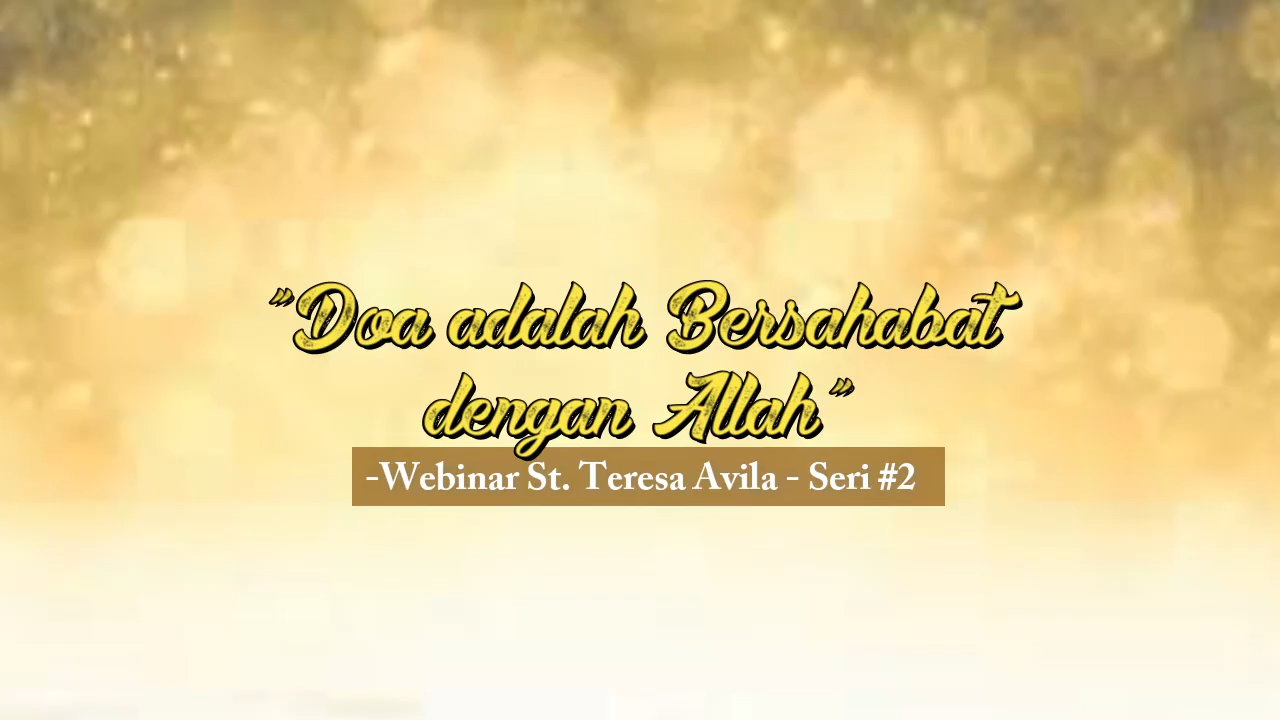 "Doa adalah Bersahabat
dengan Allah"
-Webinar St. Teresa Avila - Seri #2